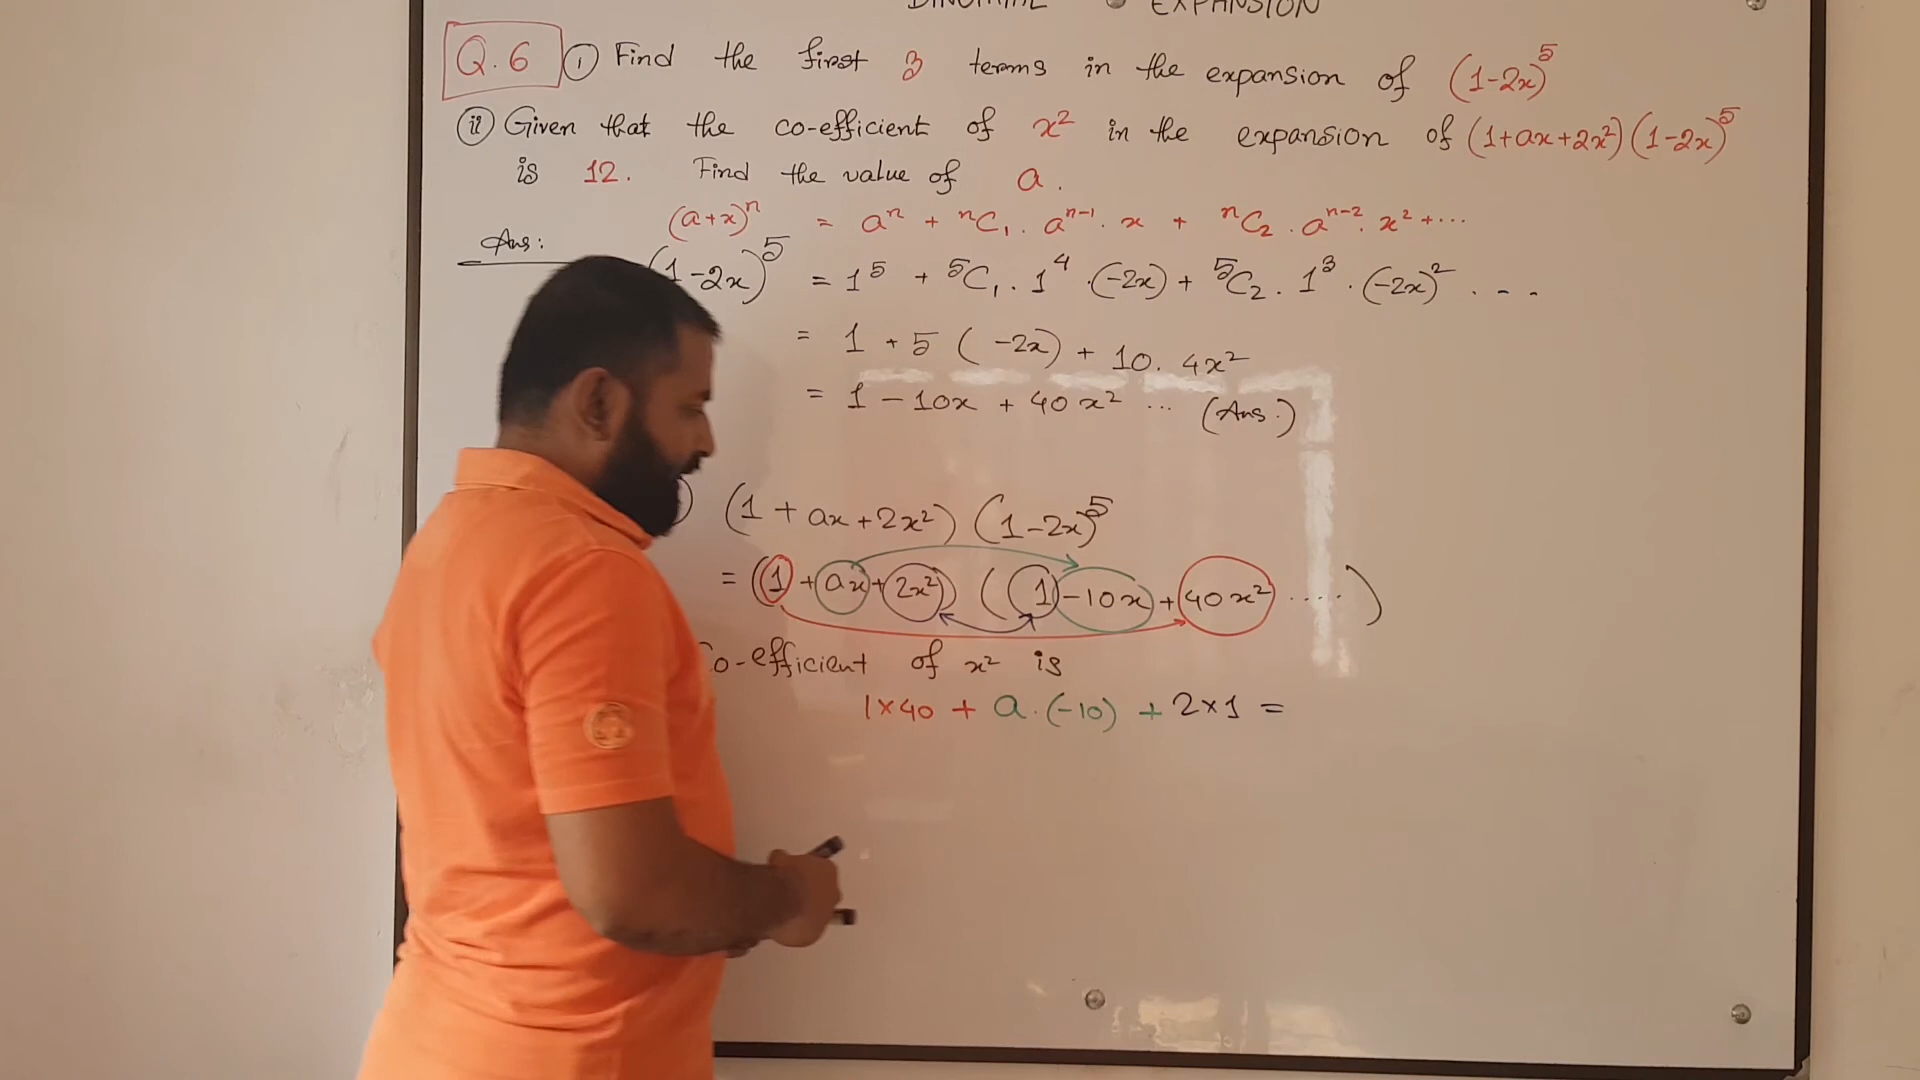 BINOMIAL EXPANSION
Q.6 (i) Find the first 3 terms in the expansion of (1-2x)^5
(ii) Given that the co-efficient of x² in the expansion of (1+ax+2x²)(1-2x)^5
is 12. Find the value of a.
(a+x)^n = a^n + ^nC₁. a^{n-1}. x + ^nC₂. a^{n-2}. x² + ...
Ans:
(1-2x)^5 = 1^5 + ^5C₁. 1^4 .(-2x) + ^5C₂. 1^3 .(-2x)² ...
= 1 + 5 (-2x) + 10. 4x²
= 1 - 10x + 40x² ... (Ans.)
(1 + ax + 2x²) (1-2x)^5
= (1 + ax + 2x²) (1 - 10x + 40x² .....)
Co-efficient of x² is
1×40 + a.(-10) + 2×1 =